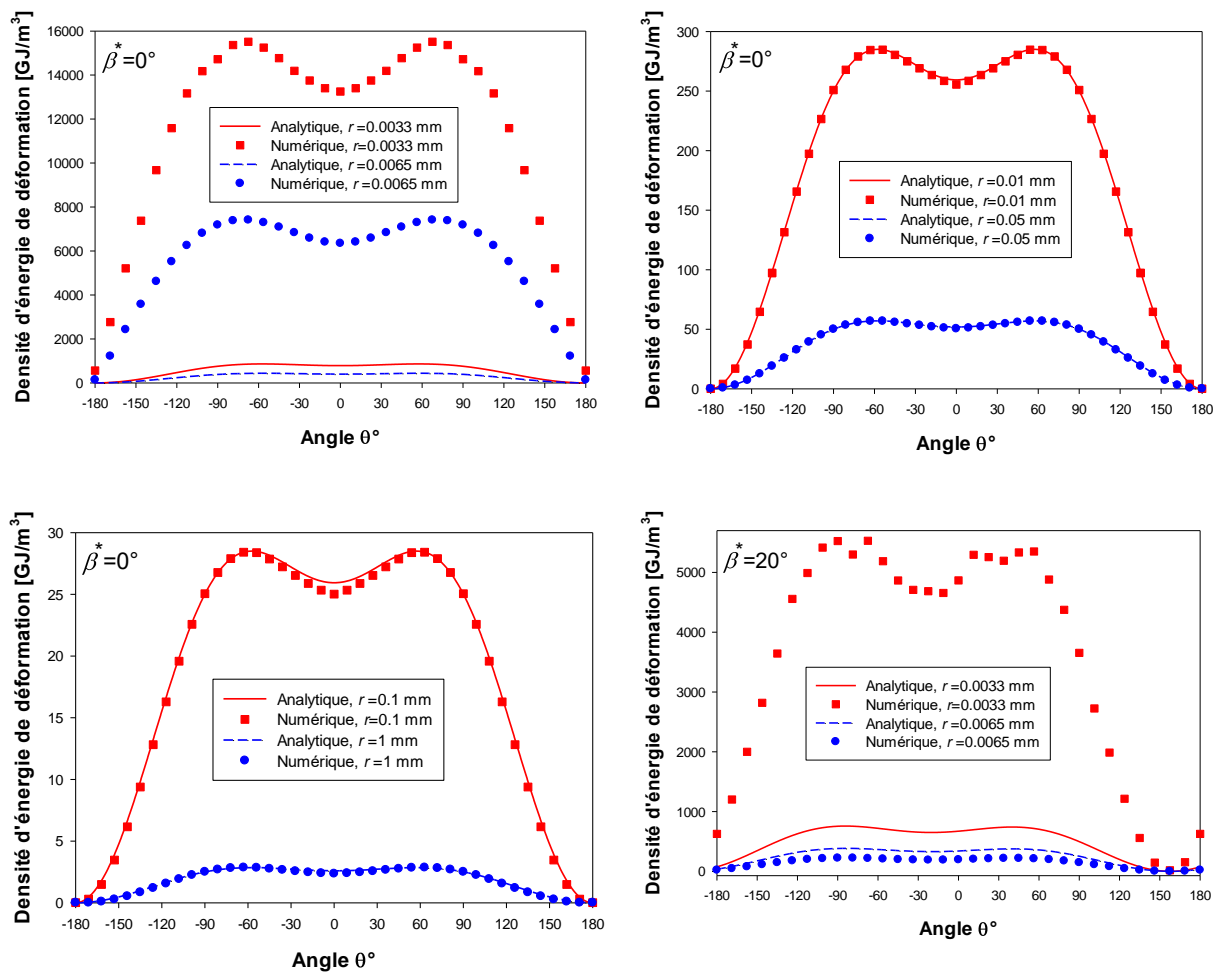 Densité d'énergie de déformation [GJ/m³]
16000
14000
12000
10000
8000
6000
4000
2000
0
β*=0°
Analytique, r=0.0033 mm
Numérique, r=0.0033 mm
Analytique, r=0.0065 mm
Numérique, r=0.0065 mm
-180 -150 -120 -90 -60 -30 0 30 60 90 120 150 180
Angle θ°
Densité d'énergie de déformation [GJ/m³]
300
250
200
150
100
50
0
β*=0°
Analytique, r=0.01 mm
Numérique, r=0.01 mm
Analytique, r=0.05 mm
Numérique, r=0.05 mm
-180 -150 -120 -90 -60 -30 0 30 60 90 120 150 180
Angle θ°
Densité d'énergie de déformation [GJ/m³]
30
25
20
15
10
5
0
β*=0°
Analytique, r=0.1 mm
Numérique, r=0.1 mm
Analytique, r=1 mm
Numérique, r=1 mm
-180 -150 -120 -90 -60 -30 0 30 60 90 120 150 180
Angle θ°
Densité d'énergie de déformation [GJ/m³]
5000
4000
3000
2000
1000
0
β*=20°
Analytique, r=0.0033 mm
Numérique, r=0.0033 mm
Analytique, r=0.0065 mm
Numérique, r=0.0065 mm
-180 -150 -120 -90 -60 -30 0 30 60 90 120 150 180
Angle θ°